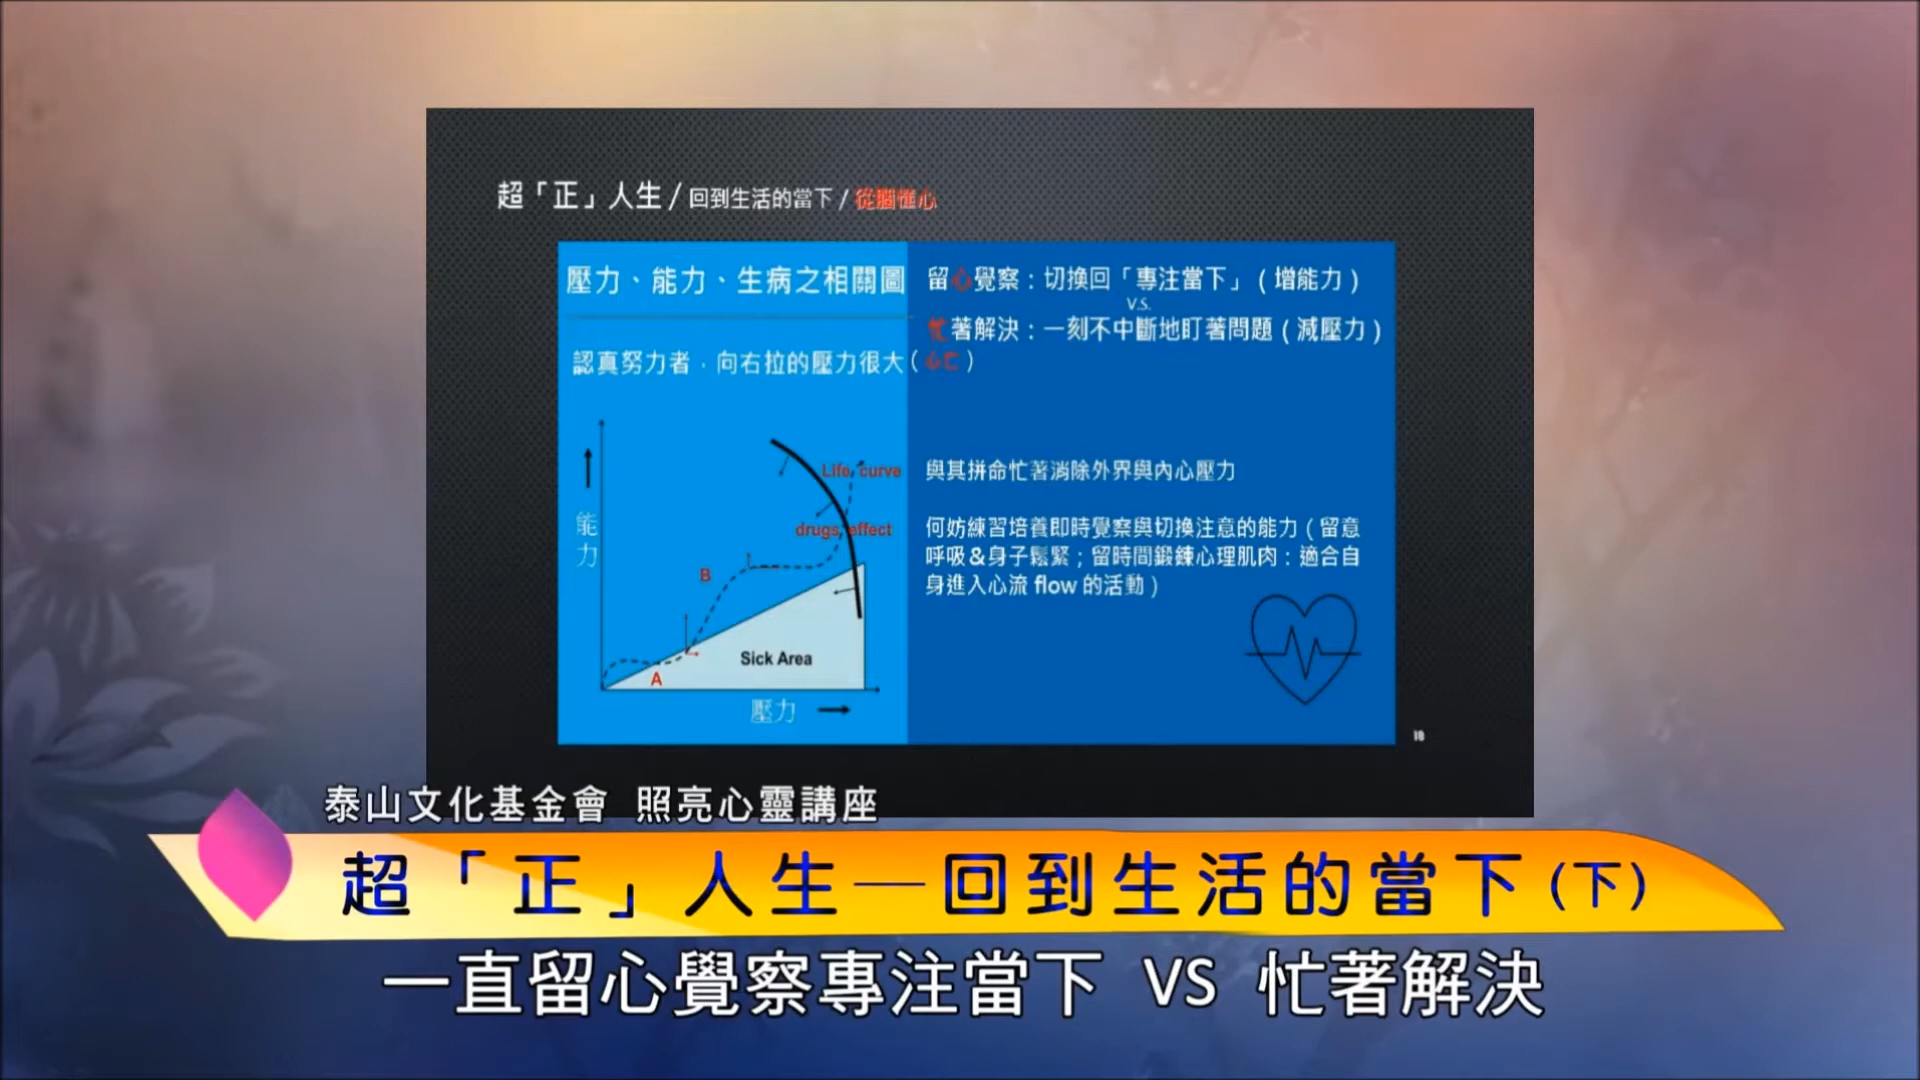 超「正」人生 / 回到生活的當下 / 從腦懂心
壓力、能力、生病之相關圖
認真努力者，向右拉的壓力很大（心亡）
能力
Life curve
drugs effect
B
A
Sick Area
壓力
留心覺察：切換回「專注當下」（增能力）
V.S.
忙著解決：一刻不中斷地盯著問題（減壓力）
與其拼命忙著消除外界與內心壓力
何妨練習培養即時覺察與切換注意的能力（留意
呼吸＆身子鬆緊；留時間鍛鍊心理肌肉：適合自
身進入心流 flow 的活動）
泰山文化基金會 照亮心靈講座
超「正」人生—回到生活的當下(下)
一直留心覺察專注當下 VS 忙著解決